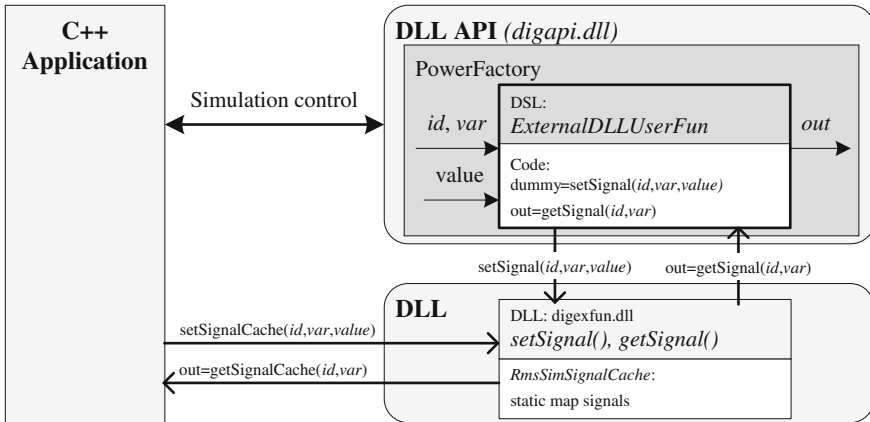 C++
Application
DLL API (digapi.dll)
PowerFactory
Simulation control
DSL:
ExternalDLLUserFun
id, var
out
value
Code:
dummy=setSignal(id,var,value)
out=getSignal(id,var)
setSignal(id,var,value)
out=getSignal(id,var)
DLL
DLL: digexfun.dll
setSignal(), getSignal()
setSignalCache(id,var,value)
out=getSignalCache(id,var)
RmsSimSignalCache:
static map signals